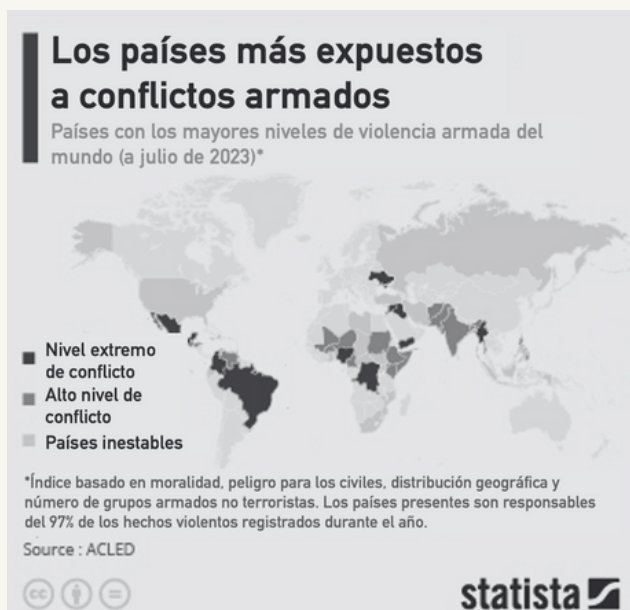 Los países más expuestos
a conflictos armados
Países con los mayores niveles de violencia armada del
mundo (a julio de 2023)*
Nivel extremo
de conflicto
Alto nivel de
conflicto
Países inestables
*Índice basado en moralidad, peligro para los civiles, distribución geográfica y
número de grupos armados no terroristas. Los países presentes son responsables
del 97% de los hechos violentos registrados durante el año.
Source : ACLED
cc
statista